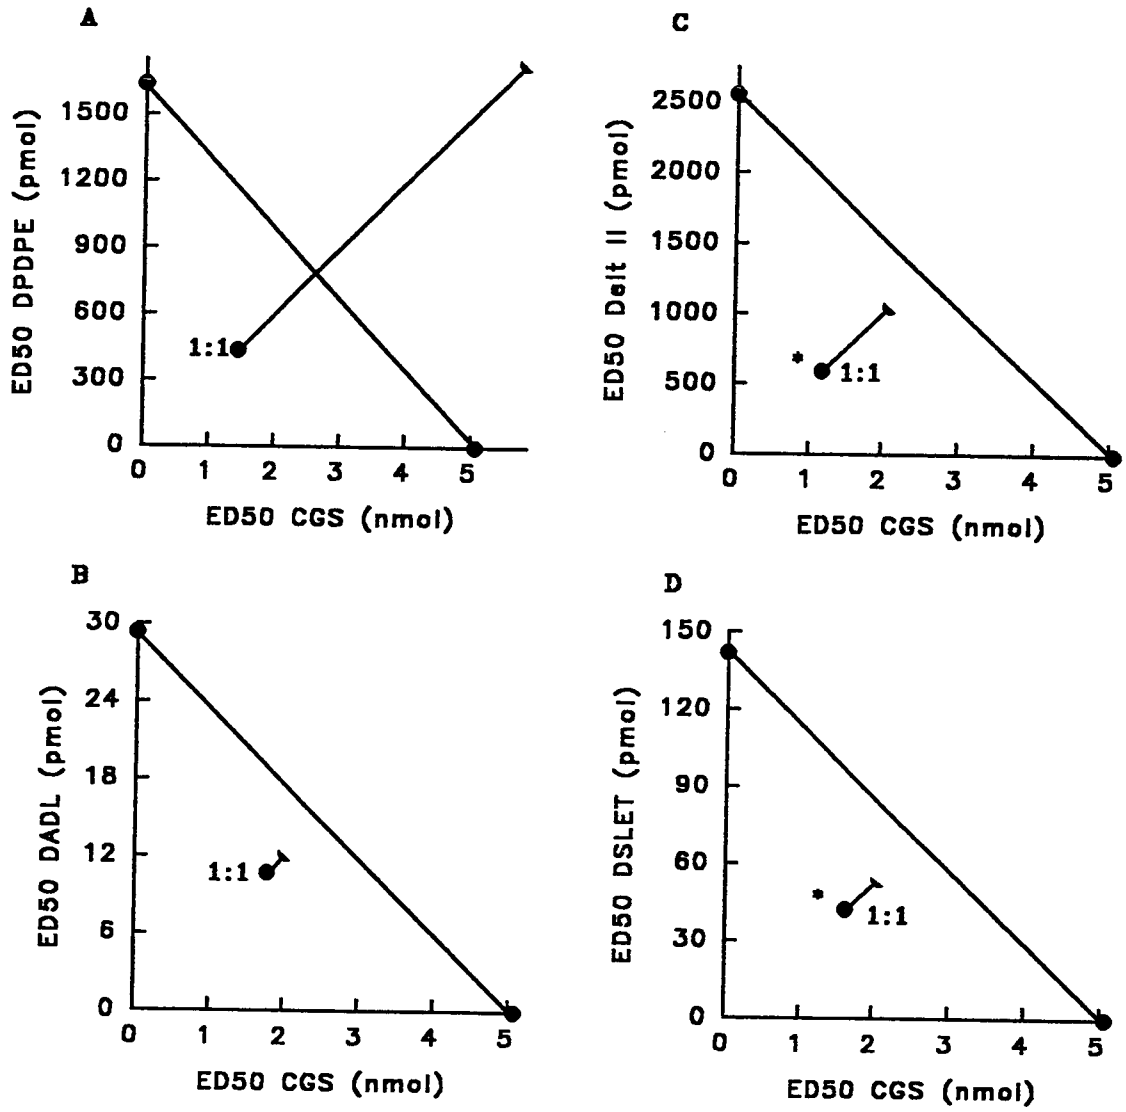 A
ED50 DPDPE (pmol)
1500
1200
900
600
300
0
1:1
0 1 2 3 4 5
ED50 CGS (nmol)
C
ED50 Delt II (pmol)
2500
2000
1500
1000
500
0
* 1:1
0 1 2 3 4 5
ED50 CGS (nmol)
B
ED50 DADL (pmol)
30
24
18
12
6
0
1:1
0 1 2 3 4 5
ED50 CGS (nmol)
D
ED50 DSLET (pmol)
150
120
90
60
30
0
* 1:1
0 1 2 3 4 5
ED50 CGS (nmol)